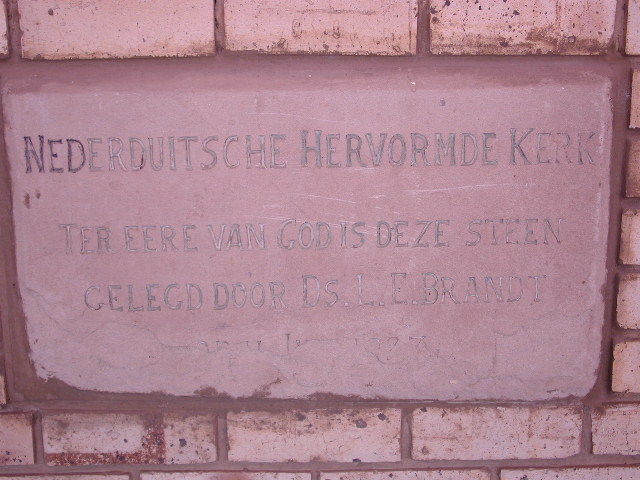 NEDERDUITSCHE HERVORMDE KERK
TER EERE VAN GOD IS DEZE STEEN
GELEGD DOOR DS. L. E. BRANDT